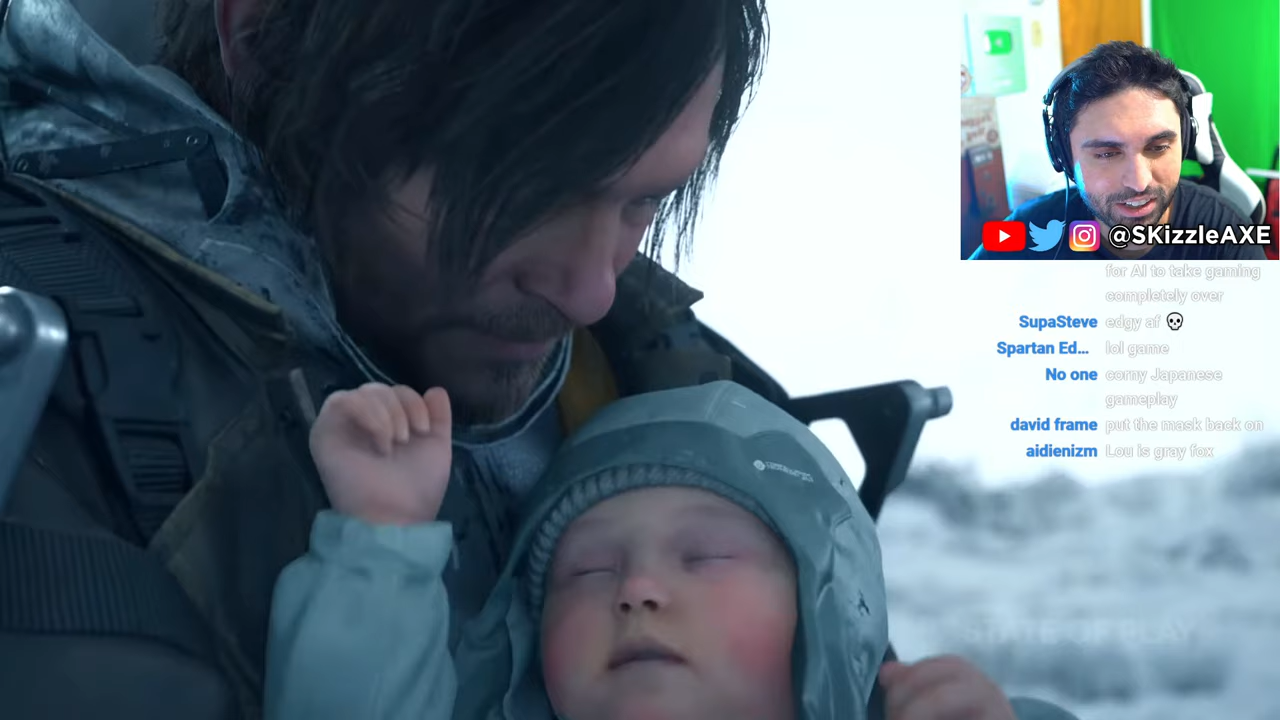 @SKizzleAXE
for AI to take gaming
completely over
SupaSteve edgy af 💀
Spartan Ed... lol game
No one corny Japanese
gameplay
david frame put the mask back on
aidienizm Lou is gray fox
STATE OF PLAY